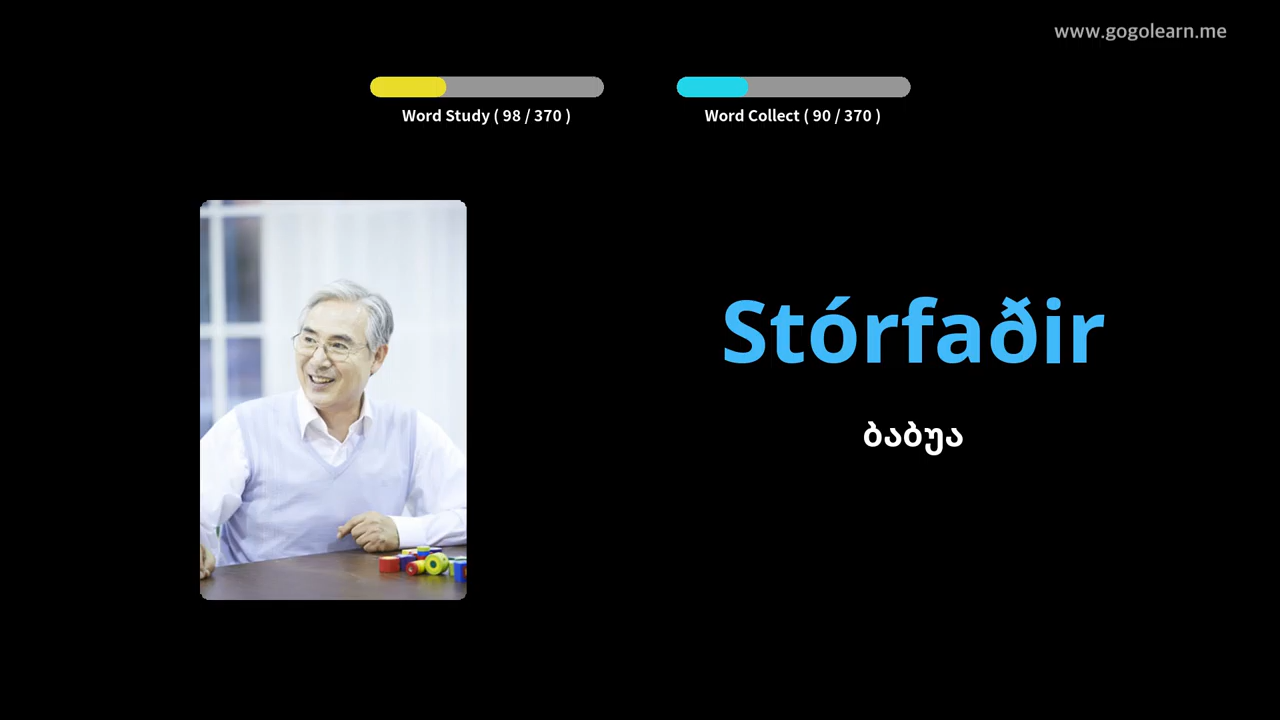 www.gogolearn.me
Word Study ( 98 / 370 )
Word Collect ( 90 / 370 )
Stórfaðir
ბაბუა